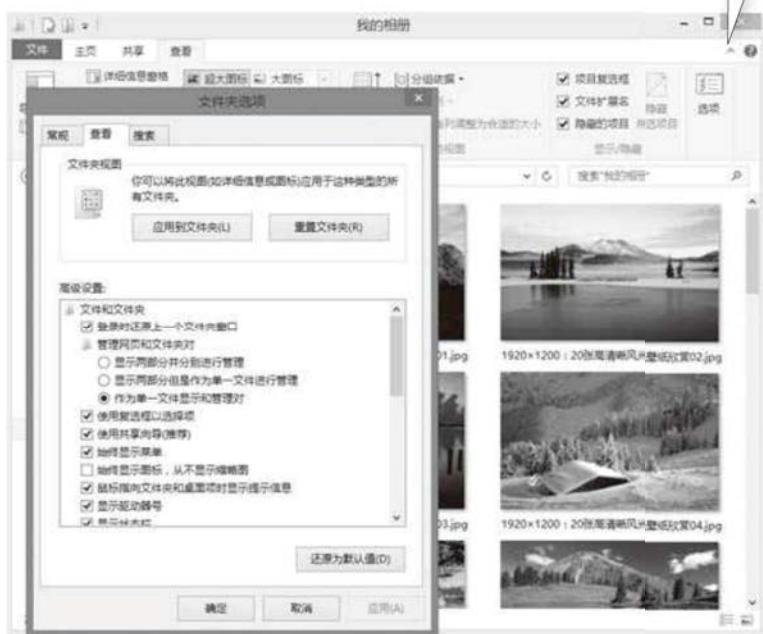 我的相册
文件 主页 共享 查看
详细信息窗格 超大图标 大图标 分组依据
项目复选框
文件扩展名
隐藏的项目
隐藏
所选项目
选项
列调整为合适的大小
显示/隐藏
搜索"我的相册"
文件夹选项
常规 查看 搜索
文件夹视图
你可以将此视图(如详细信息或图标)应用于这种类型的所
有文件夹。
应用到文件夹(L) 重置文件夹(R)
高级设置:
文件和文件夹
登录时还原上一个文件夹窗口
管理网页和文件夹对
显示两部分并分别进行管理
显示两部分但是作为单一文件进行管理
作为单一文件显示和管理对
使用复选框以选择项
使用共享向导(推荐)
始终显示菜单
始终显示图标，从不显示缩略图
鼠标指向文件夹和桌面项时显示提示信息
显示驱动器号
显示状态栏
还原为默认值(D)
确定 取消 应用(A)
01.jpg
1920×1200：20张高清晰风光壁纸欣赏02.jpg
03.jpg
1920×1200：20张高清晰风光壁纸欣赏04.jpg